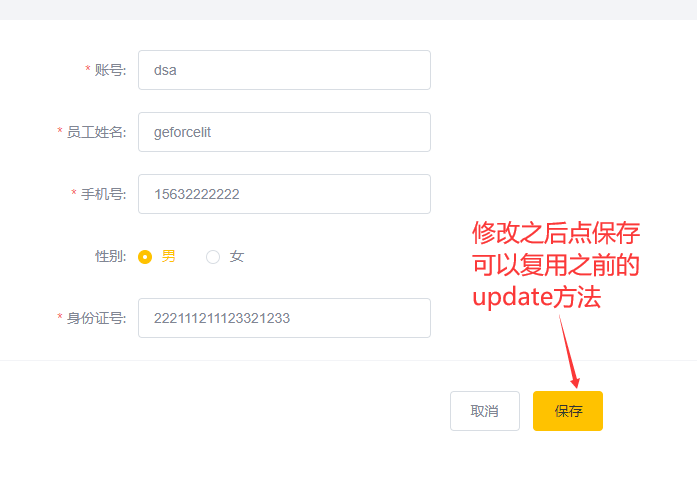 * 账号: dsa
* 员工姓名: geforcelit
* 手机号: 15632222222
性别: 男 女
* 身份证号: 222111211123321233
修改之后点保存
可以复用之前的
update方法
取消 保存